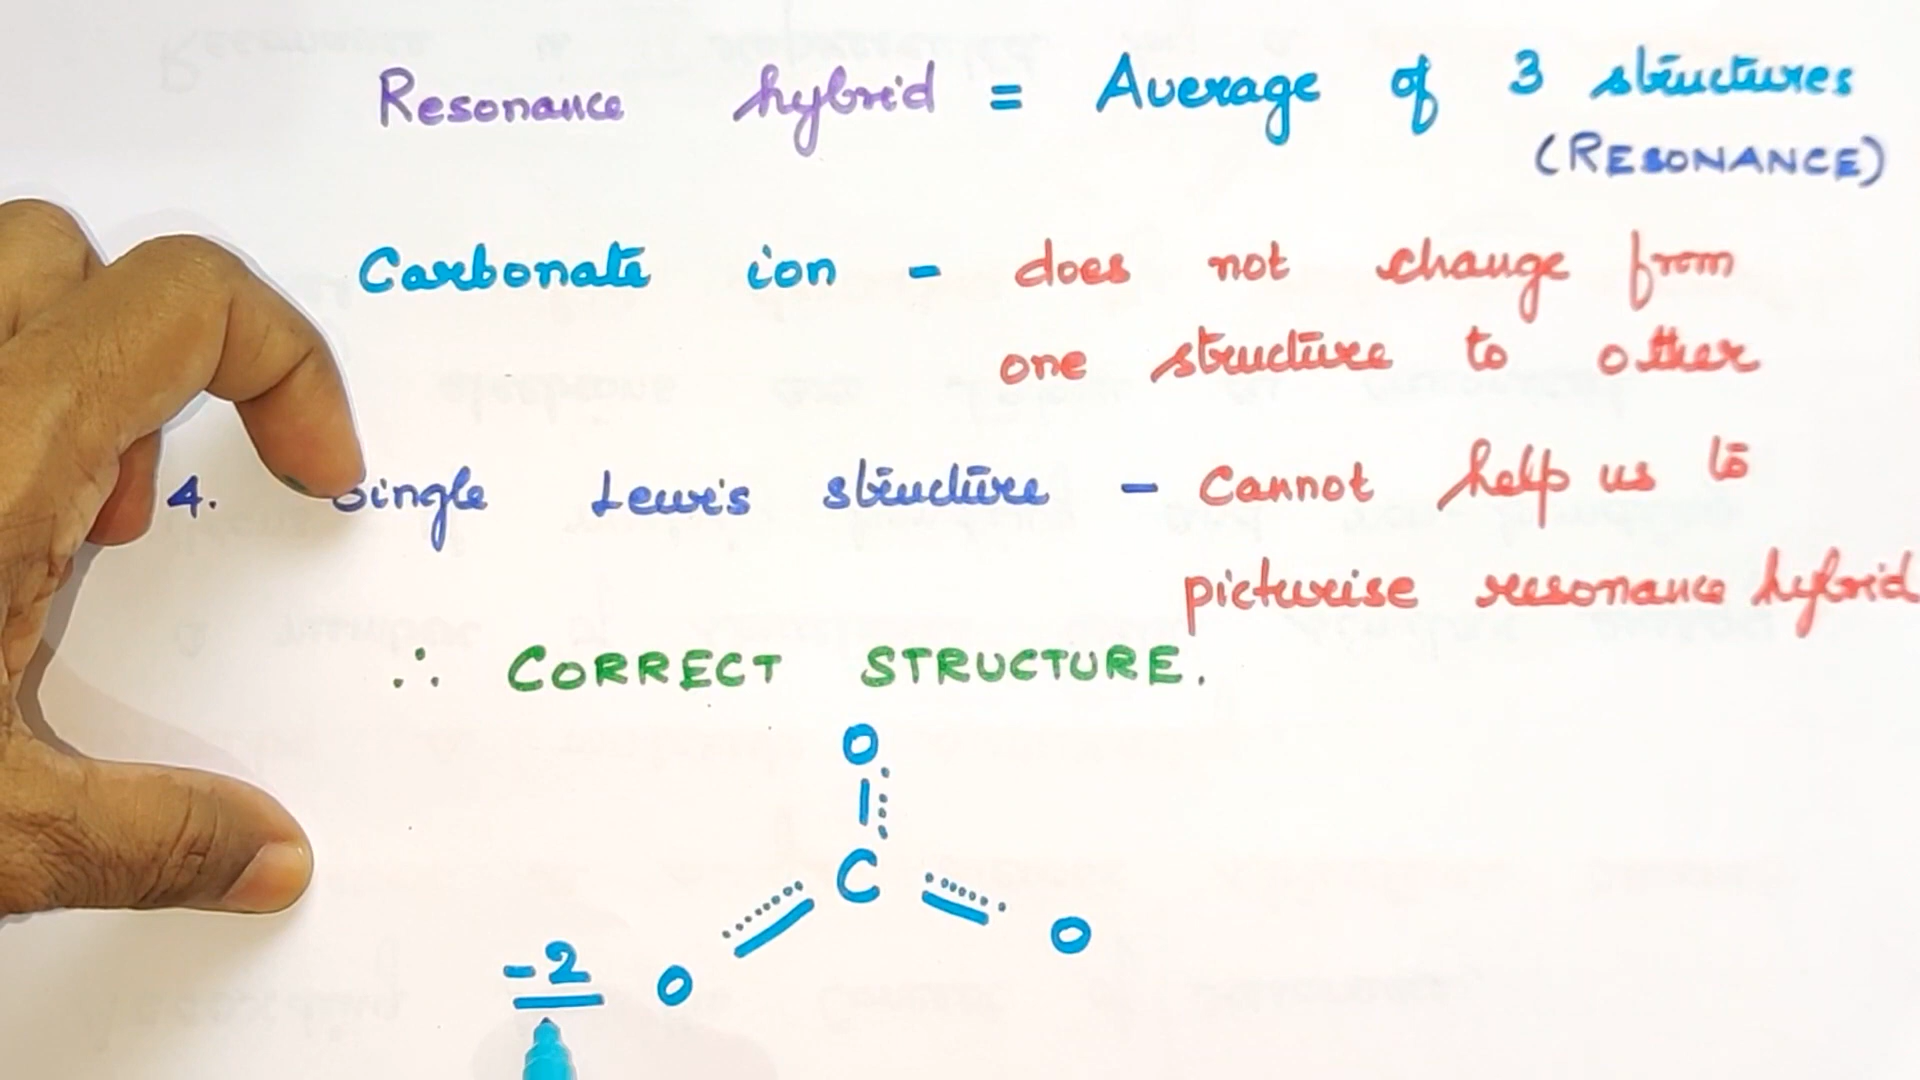 Resonance hybrid = Average of 3 structures
(RESONANCE)
Carbonate ion - does not change from
one structure to other
4. Single Lewis structure - Cannot help us to
picturise resonance hybrid
∴ CORRECT STRUCTURE.
O
C
O
-2 O